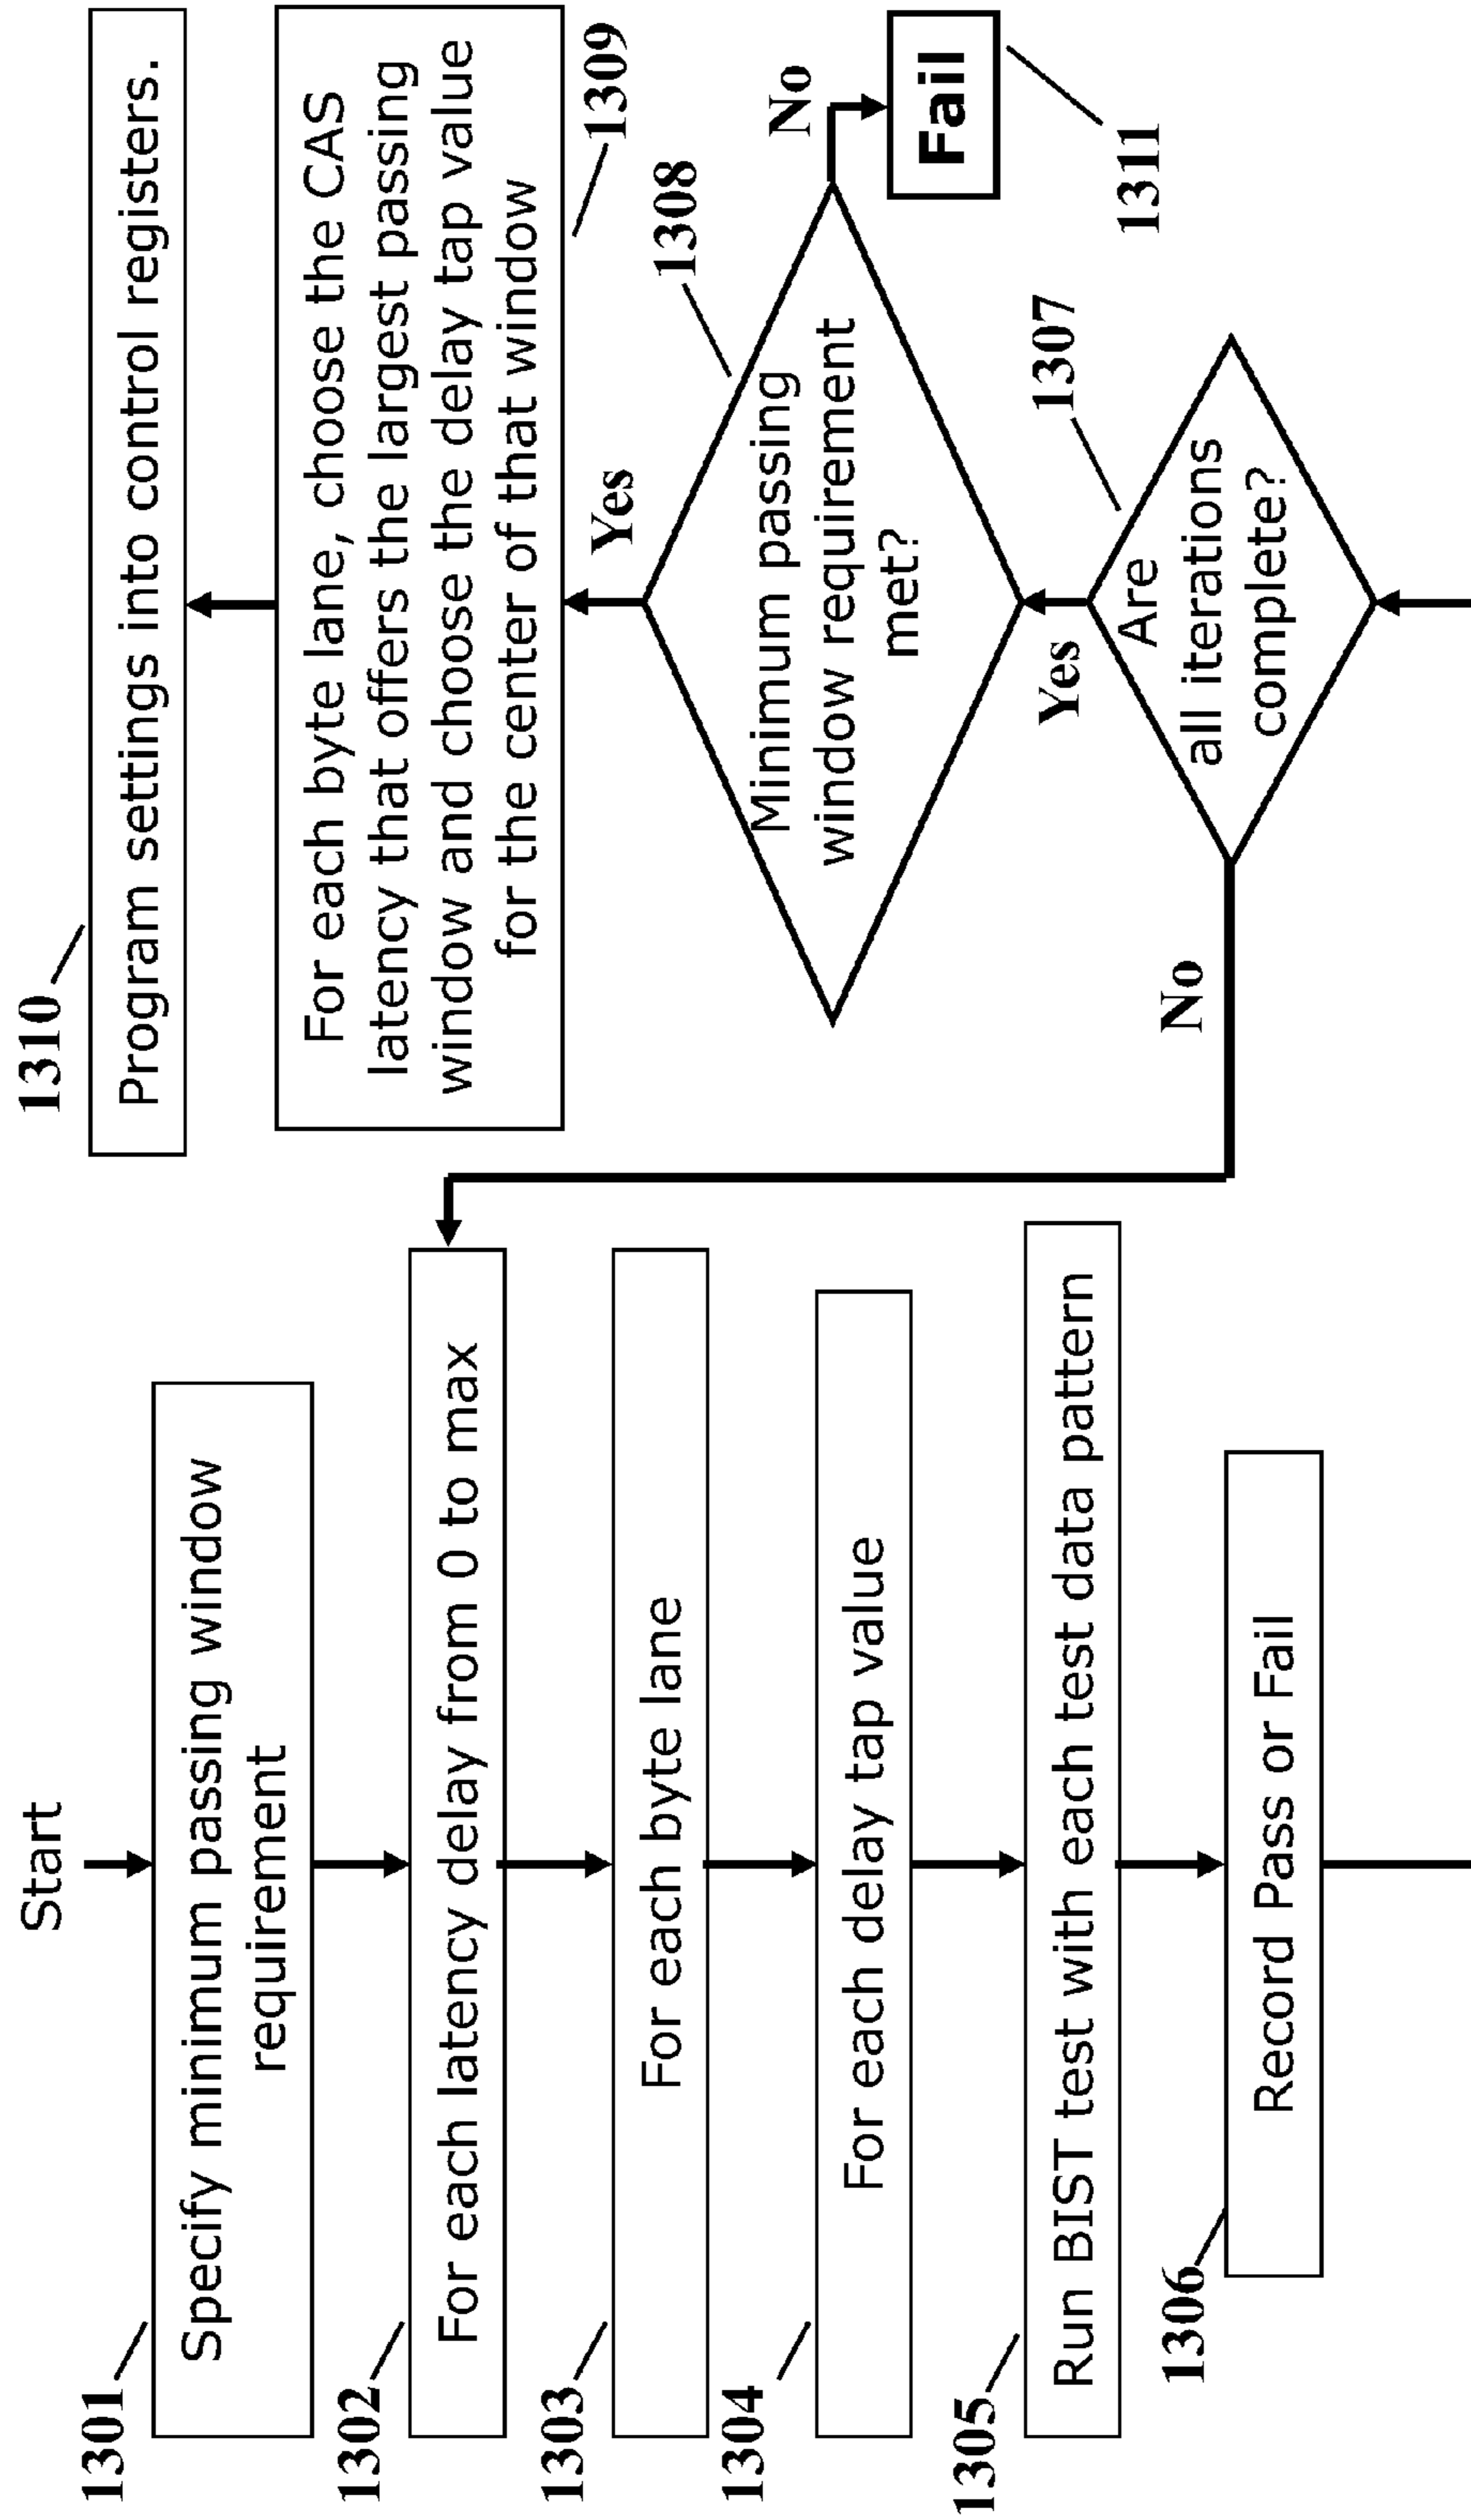 Start
1301
Specify minimum passing window
requirement
1302
For each latency delay from 0 to max
1303
For each byte lane
1304
For each delay tap value
1305
Run BIST test with each test data pattern
1306
Record Pass or Fail
1310
Program settings into control registers.
For each byte lane, choose the CAS
latency that offers the largest passing
window and choose the delay tap value
for the center of that window
1309
Yes
1308
No
Minimum passing
window requirement
met?
Fail
1311
Yes
1307
Are
all iterations
complete?
No